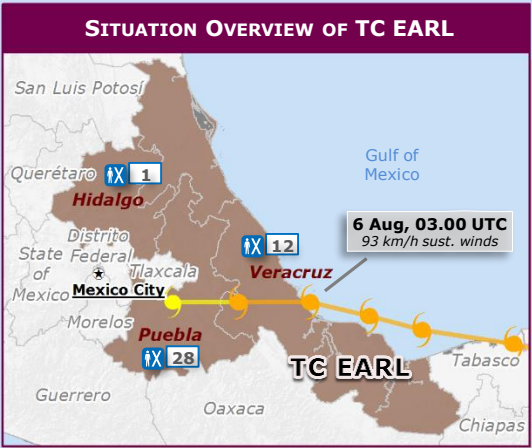 SITUATION OVERVIEW OF TC EARL
San Luis Potosí
Gulf of
Mexico
Querétaro
1
Hidalgo
6 Aug, 03.00 UTC
93 km/h sust. winds
Distrito
Federal
12
State
of
Mexico
Tlaxcala
Veracruz
Mexico City
Morelos
Puebla
28
TC EARL
Tabasco
Guerrero
Oaxaca
Chiapas